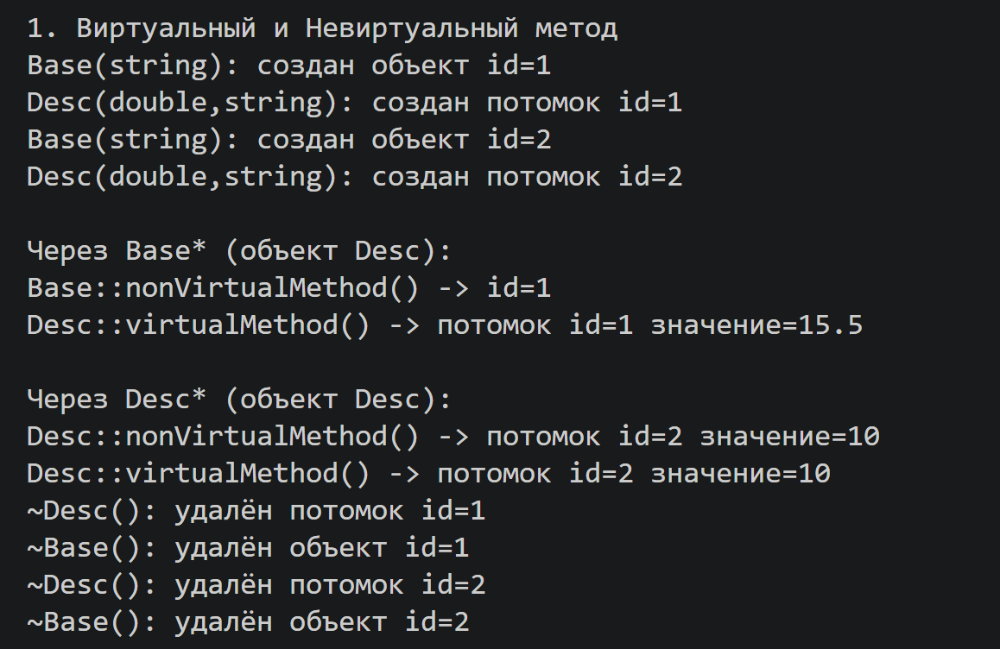 1. Виртуальный и Невиртуальный метод
Base(string): создан объект id=1
Desc(double,string): создан потомок id=1
Base(string): создан объект id=2
Desc(double,string): создан потомок id=2
Через Base* (объект Desc):
Base::nonVirtualMethod() -> id=1
Desc::virtualMethod() -> потомок id=1 значение=15.5
Через Desc* (объект Desc):
Desc::nonVirtualMethod() -> потомок id=2 значение=10
Desc::virtualMethod() -> потомок id=2 значение=10
~Desc(): удалён потомок id=1
~Base(): удалён объект id=1
~Desc(): удалён потомок id=2
~Base(): удалён объект id=2